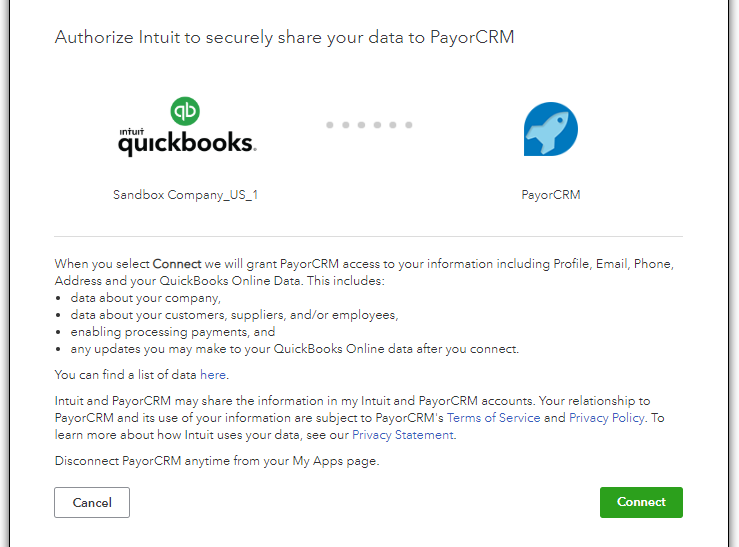 Authorize Intuit to securely share your data to PayorCRM
qb
intuit
quickbooks.
Sandbox Company_US_1
PayorCRM
When you select Connect we will grant PayorCRM access to your information including Profile, Email, Phone,
Address and your QuickBooks Online Data. This includes:
• data about your company,
• data about your customers, suppliers, and/or employees,
• enabling processing payments, and
• any updates you may make to your QuickBooks Online data after you connect.
You can find a list of data here.
Intuit and PayorCRM may share the information in my Intuit and PayorCRM accounts. Your relationship to
PayorCRM and its use of your information are subject to PayorCRM's Terms of Service and Privacy Policy. To
learn more about how Intuit uses your data, see our Privacy Statement.
Disconnect PayorCRM anytime from your My Apps page.
Cancel
Connect